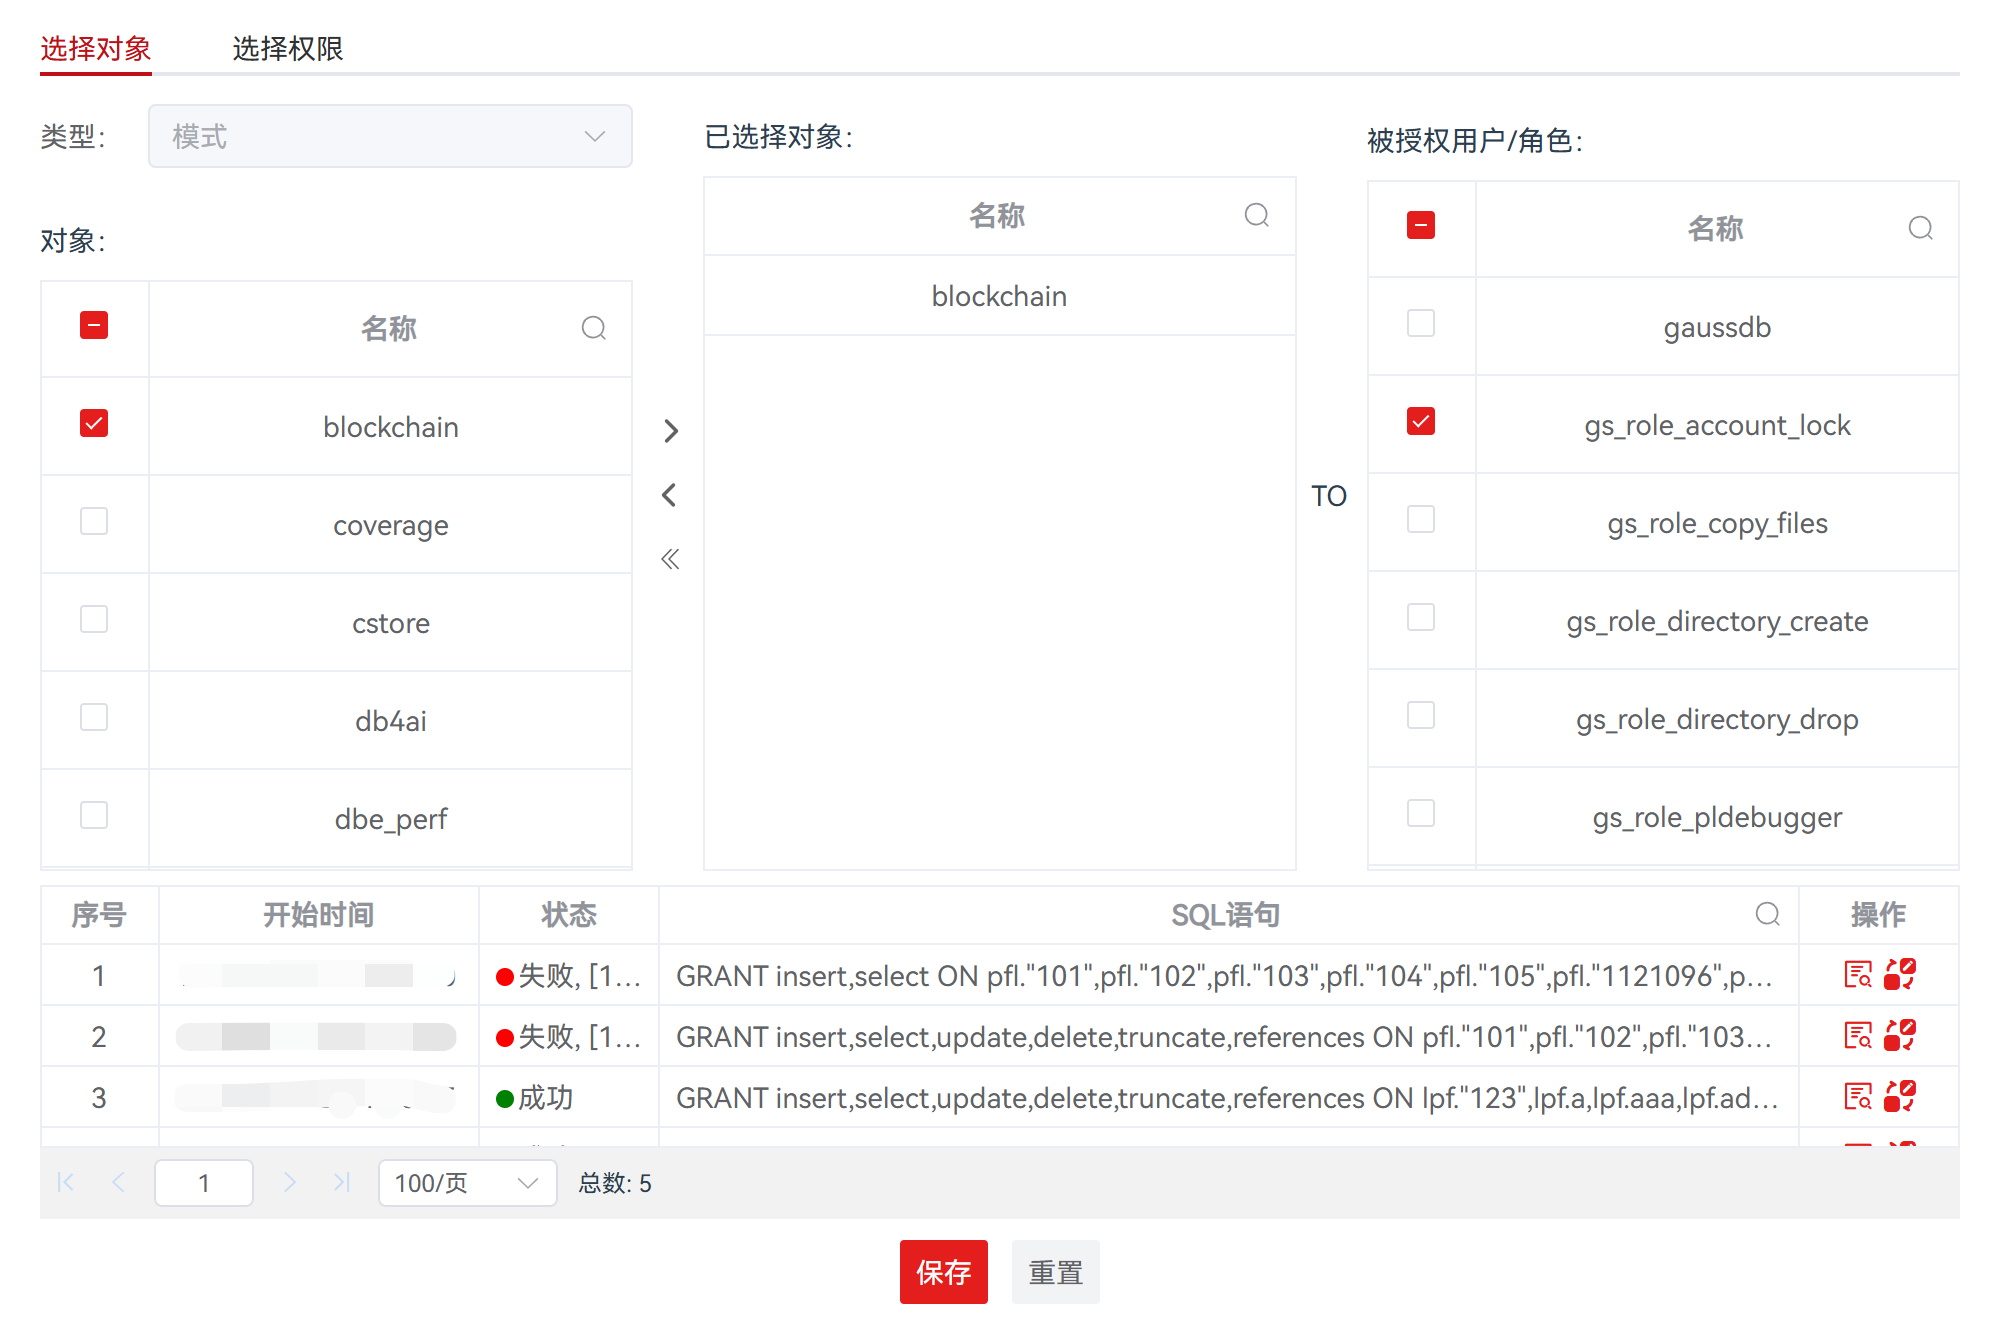 选择对象 选择权限
类型： 模式
对象：
名称
blockchain
coverage
cstore
db4ai
dbe_perf
已选择对象：
名称
blockchain
TO
被授权用户/角色：
名称
gaussdb
gs_role_account_lock
gs_role_copy_files
gs_role_directory_create
gs_role_directory_drop
gs_role_pldebugger
序号 开始时间 状态 SQL语句 操作
1 失败, [1... GRANT insert,select ON pfl."101",pfl."102",pfl."103",pfl."104",pfl."105",pfl."1121096",p...
2 失败, [1... GRANT insert,select,update,delete,truncate,references ON pfl."101",pfl."102",pfl."103...
3 成功 GRANT insert,select,update,delete,truncate,references ON lpf."123",lpf.a,lpf.aaa,lpf.ad...
1 100/页 总数: 5
保存 重置